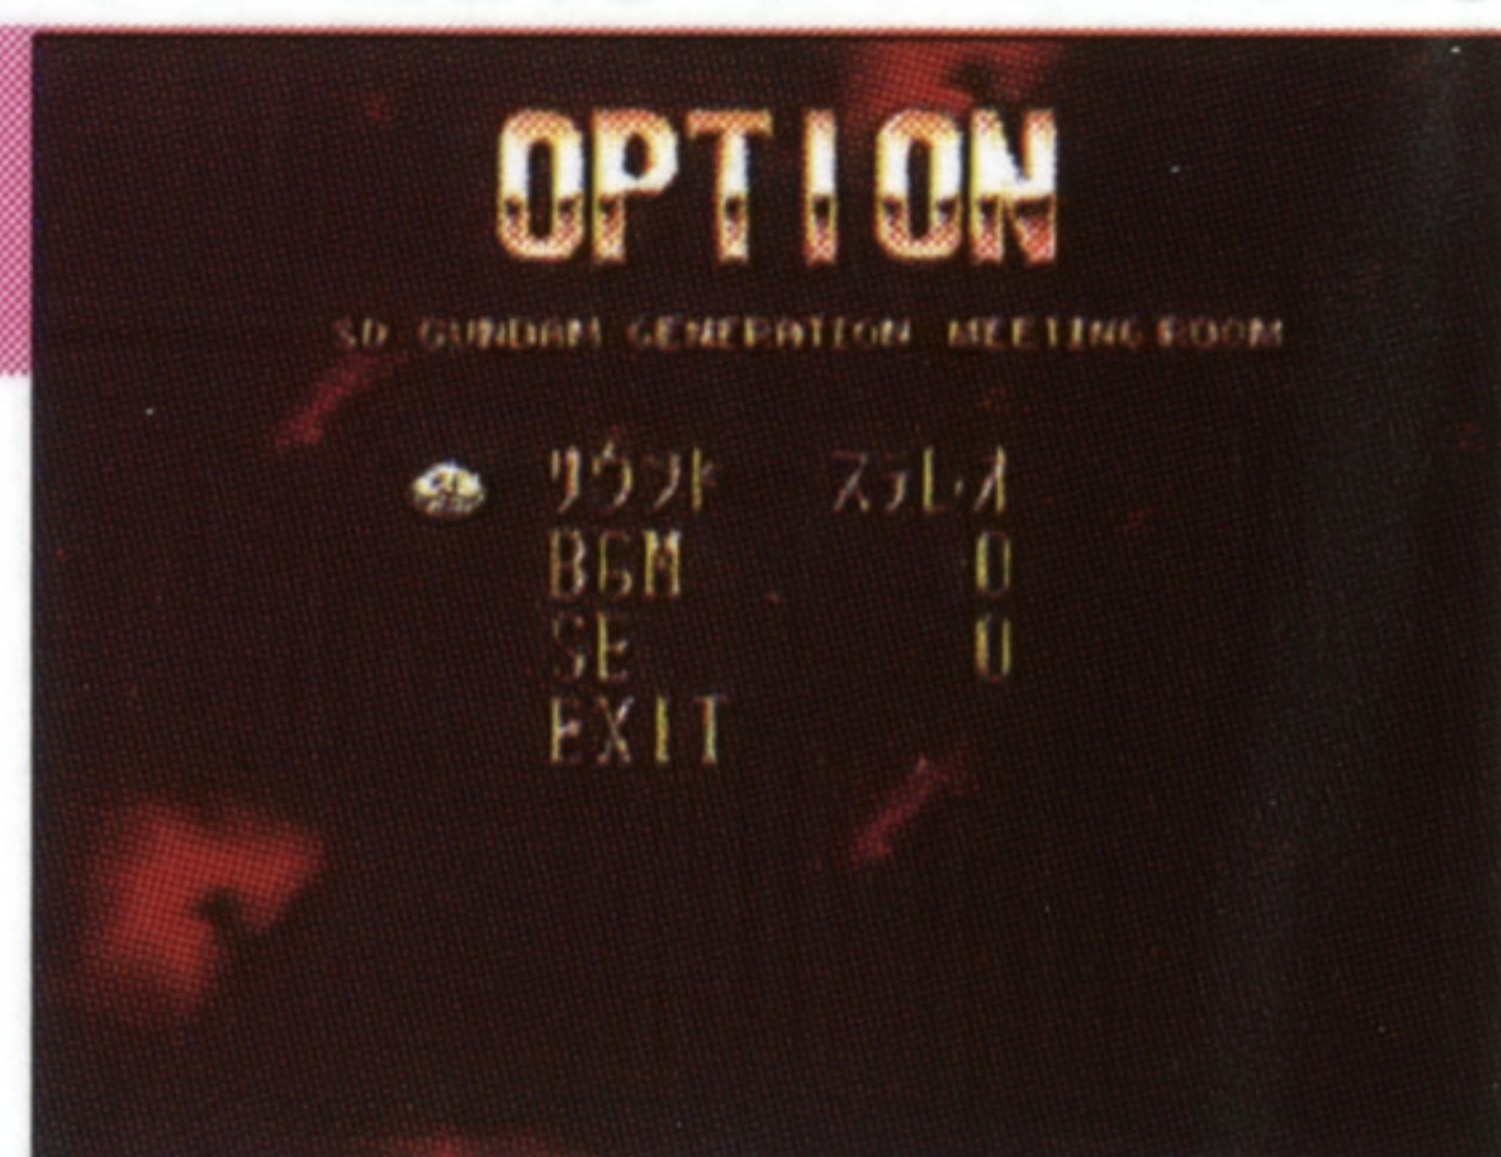 OPTION
SD GUNDAM GENERATION MEETING ROOM
サウンド ステレオ
BGM 0
SE 0
EXIT